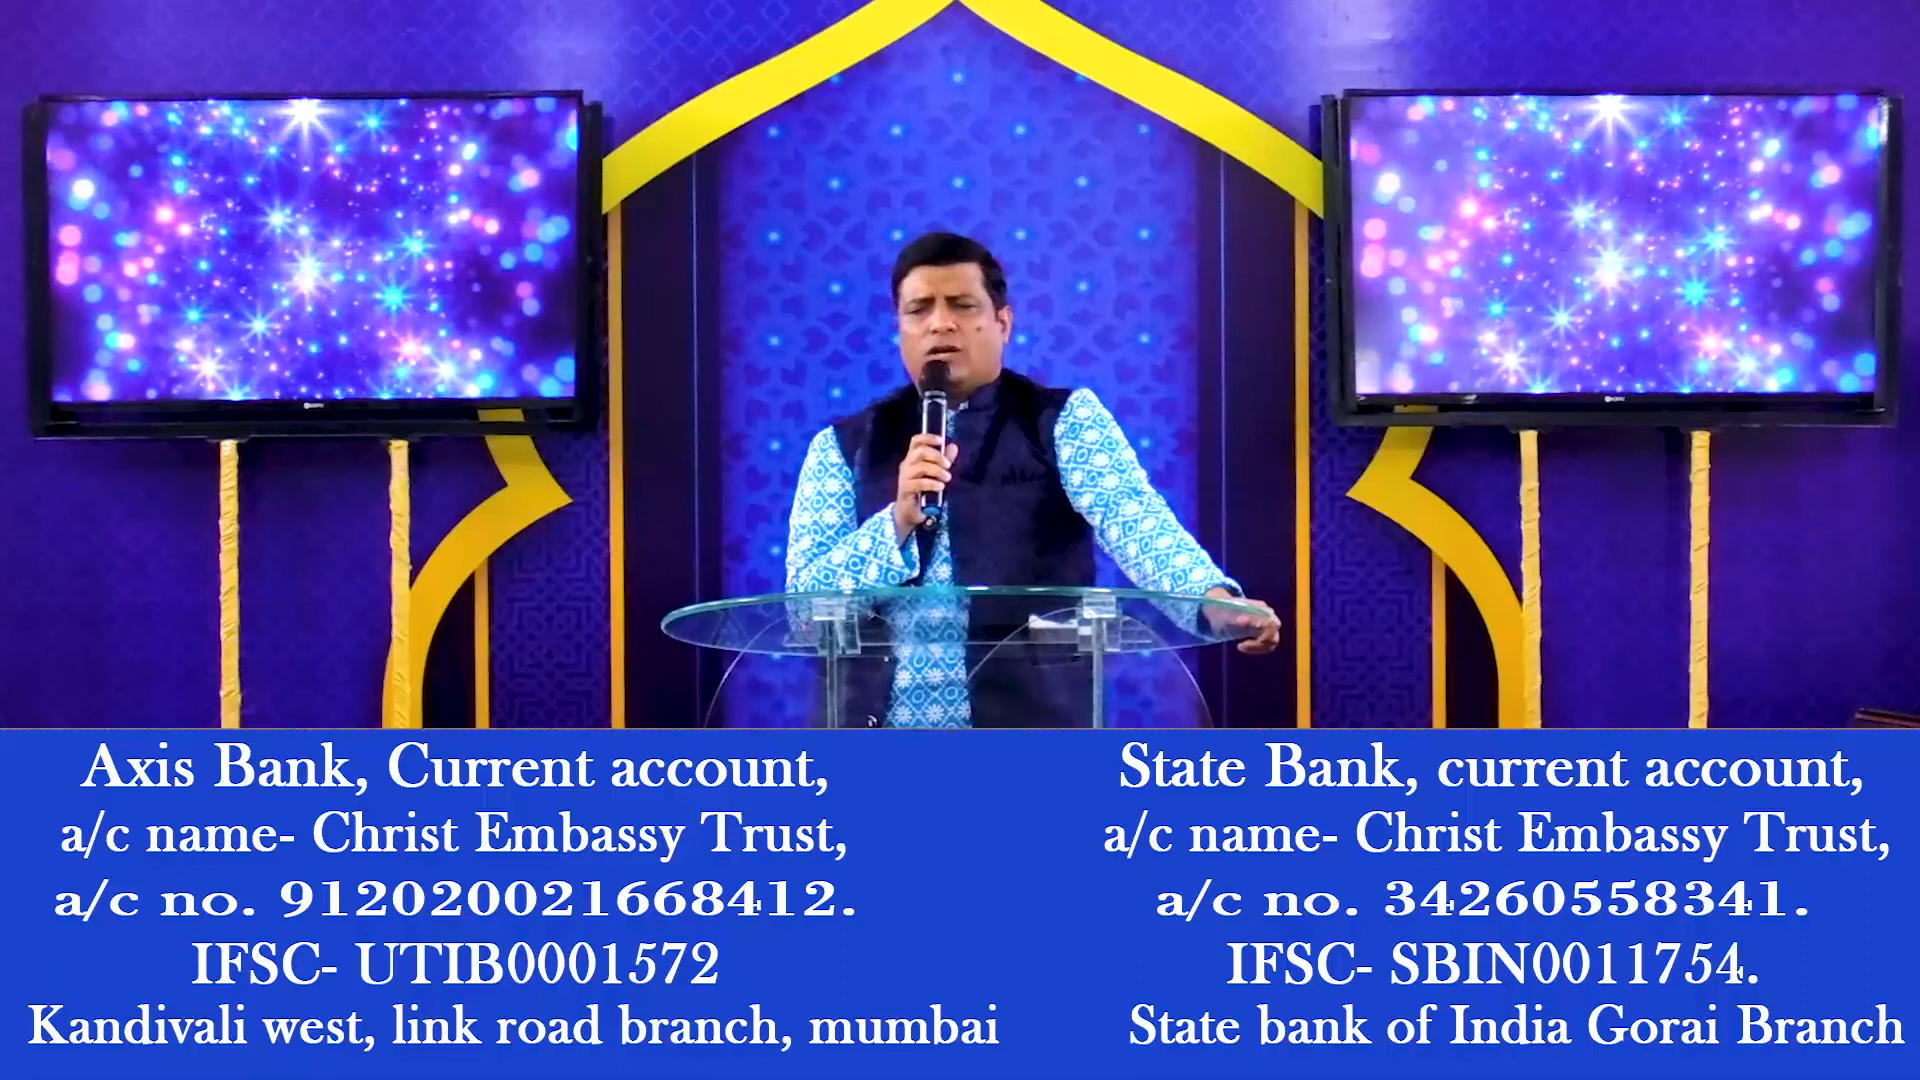 Axis Bank, Current account,
a/c name- Christ Embassy Trust,
a/c no. 912020021668412.
IFSC- UTIB0001572
Kandivali west, link road branch, mumbai
State Bank, current account,
a/c name- Christ Embassy Trust,
a/c no. 34260558341.
IFSC- SBIN0011754.
State bank of India Gorai Branch